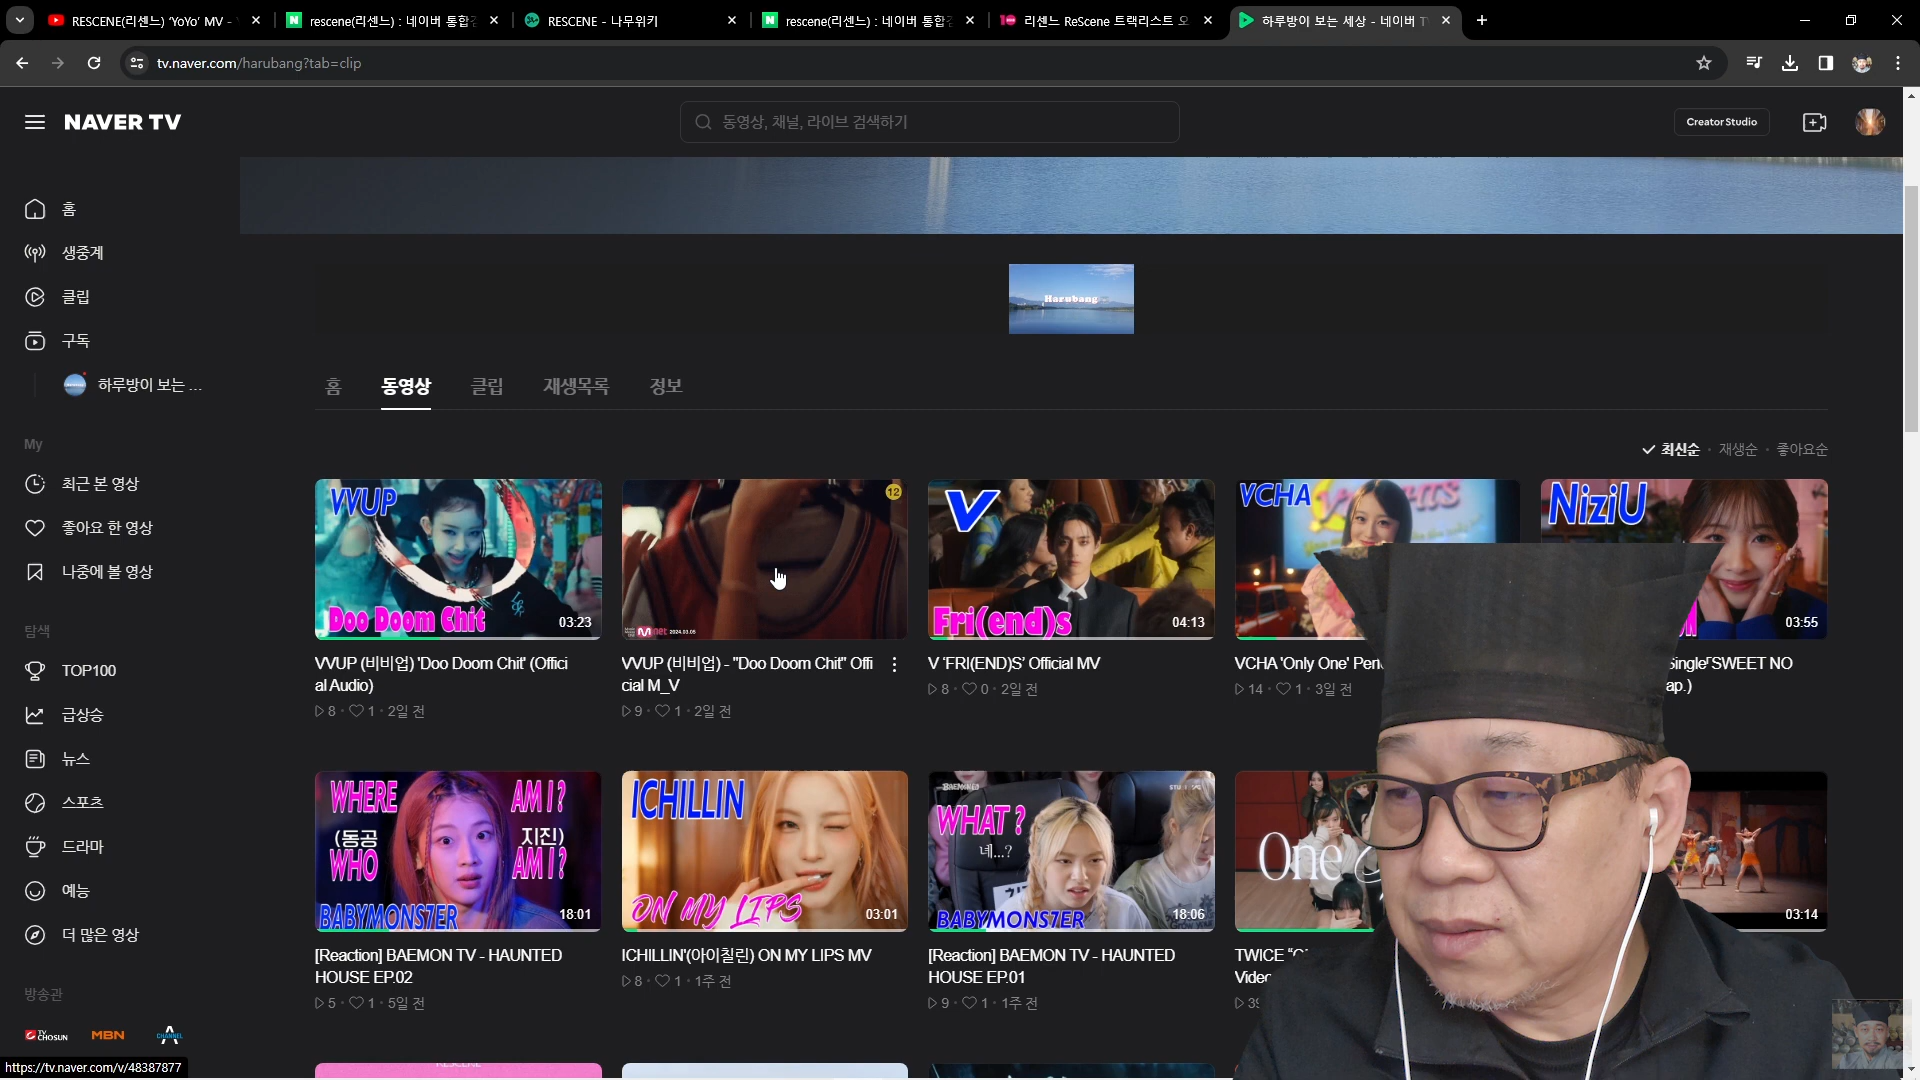 RESCENE(리센느) 'YoYo' MV -
rescene(리센느) : 네이버 통합
RESCENE - 나무위키
rescene(리센느) : 네이버 통합
리센느 ReScene 트랙리스트 오
하루방이 보는 세상 - 네이버 T
tv.naver.com/harubang?tab=clip
NAVER TV
동영상, 채널, 라이브 검색하기
Creator Studio
홈
생중계
클립
구독
하루방이 보는 ...
Harubang
홈
동영상
클립
재생목록
정보
최신순 · 재생순 · 좋아요순
My
최근 본 영상
좋아요 한 영상
나중에 볼 영상
탐색
TOP100
급상승
뉴스
스포츠
드라마
예능
더 많은 영상
방송관
TV CHOSUN
MBN
CHANNEL A
VVUP
Doo Doom Chit
03:23
VVUP (비비업) 'Doo Doom Chit' (Offici
al Audio)
8 · 1 · 2일 전
12
Mnet 2024.03.05
VVUP (비비업) - "Doo Doom Chit" Offi
cial M_V
9 · 1 · 2일 전
V
Fri(end)s
04:13
V 'FRI(END)S' Official MV
8 · 0 · 2일 전
VCHA
VCHA 'Only One' Per
14 · 1 · 3일 전
NiziU
03:55
Single『SWEET NO
ap.)
WHERE AM I?
(동공 지진)
WHO AM I?
BABYMONS7ER
18:01
[Reaction] BAEMON TV - HAUNTED
HOUSE EP.02
5 · 1 · 5일 전
ICHILLIN
ON MY LIPS
03:01
ICHILLIN'(아이칠린) ON MY LIPS MV
8 · 1 · 1주 전
WHAT ?
네...?
BABYMONS7ER
18:06
[Reaction] BAEMON TV - HAUNTED
HOUSE EP.01
9 · 1 · 1주 전
One
TWICE "O
Video
39
03:14
https://tv.naver.com/v/48387877